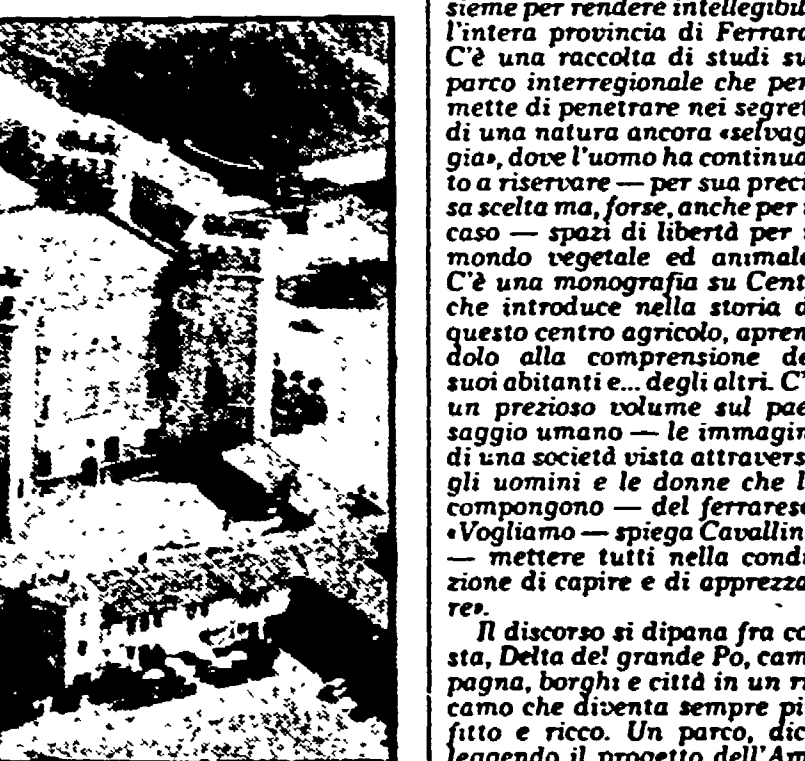 sieme per rendere intellegibil
l'intera provincia di Ferrara
C'è una raccolta di studi su
parco interregionale che per
mette di penetrare nei segret
di una natura ancora «selvag
gia», dove l'uomo ha continua
to a riservare — per sua preci
sa scelta ma, forse, anche per
caso — spazi di libertà per
mondo vegetale ed animale
C'è una monografia su Cent
che introduce nella storia d
questo centro agricolo, apren
dolo alla comprensione de
suoi abitanti e... degli altri. C'
un prezioso volume sul pae
saggio umano — le immagin
di una società vista attravers
gli uomini e le donne che l
compongono — del ferrarese
«Vogliamo — spiega Cavallin
— mettere tutti nella condi
zione di capire e di apprezza
re».
Il discorso si dipana fra co
sta, Delta del grande Po, cam
pagna, borghi e città in un ri
camo che diventa sempre pi
fitto e ricco. Un parco, dic
leggendo il progetto dell'Am